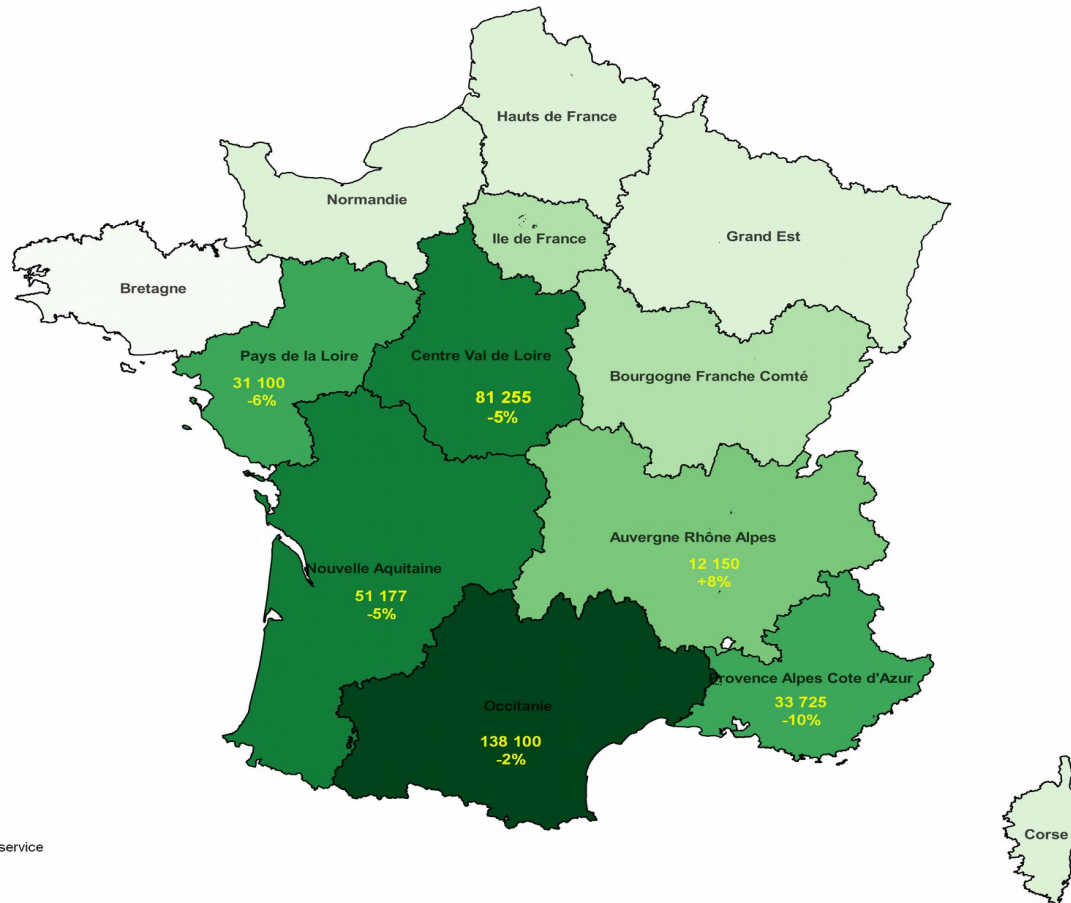 Hauts de France
Normandie
Ile de France
Grand Est
Bretagne
Pays de la Loire
31 100
-6%
Centre Val de Loire
81 255
-5%
Bourgogne Franche Comté
Auvergne Rhône Alpes
12 150
+8%
Nouvelle Aquitaine
51 177
-5%
Provence Alpes Cote d'Azur
33 725
-10%
Occitanie
138 100
-2%
Corse
service